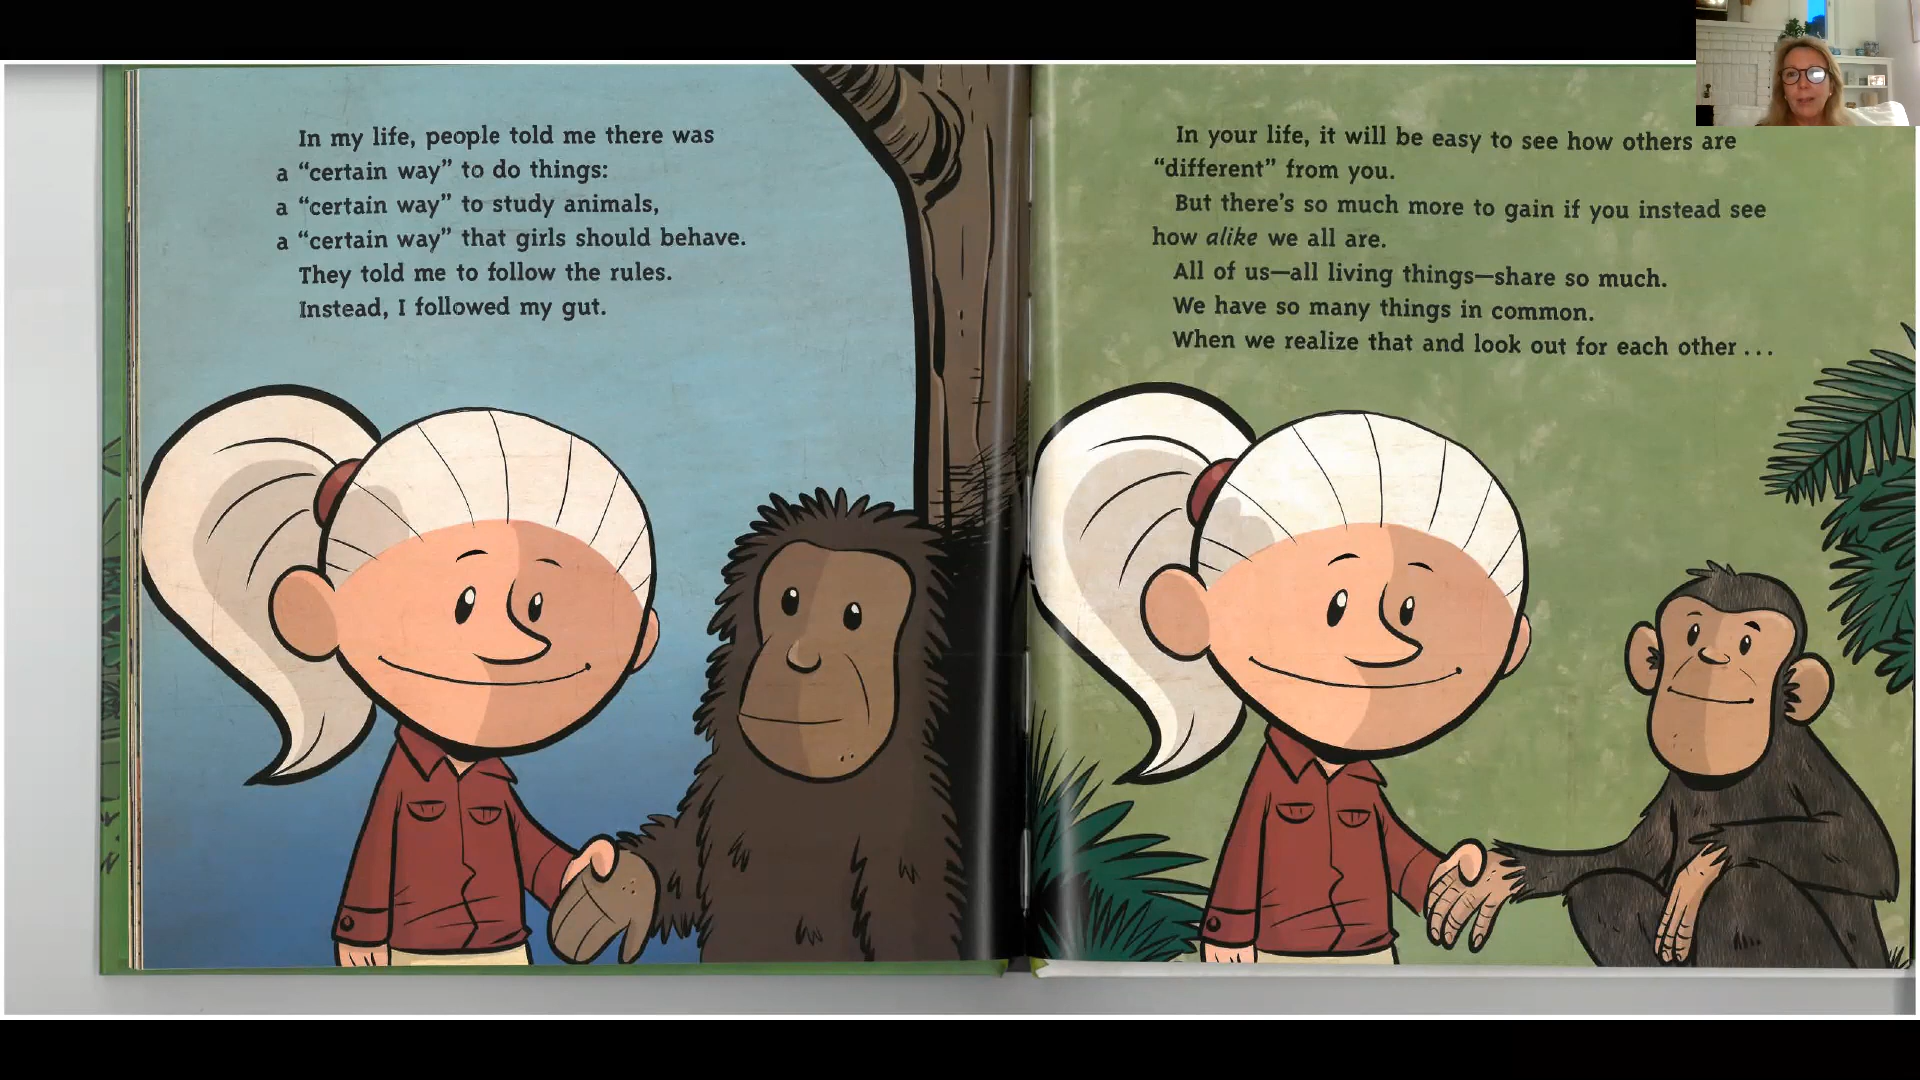 In my life, people told me there was
a “certain way” to do things:
a “certain way” to study animals,
a “certain way” that girls should behave.
They told me to follow the rules.
Instead, I followed my gut.
In your life, it will be easy to see how others are
“different” from you.
But there’s so much more to gain if you instead see
how alike we all are.
All of us—all living things—share so much.
We have so many things in common.
When we realize that and look out for each other . . .